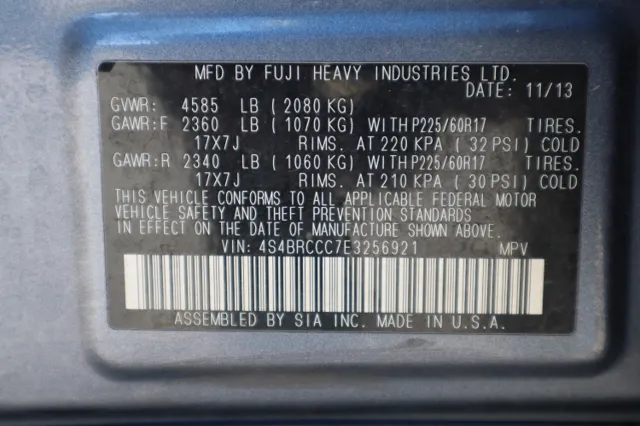 MFD BY FUJI HEAVY INDUSTRIES LTD.
DATE: 11/13
GVWR: 4585 LB (2080 KG)
GAWR:F 2360 LB (1070 KG) WITH P225/60R17 TIRES.
17X7J RIMS. AT 220 KPA (32 PSI) COLD
GAWR:R 2340 LB (1060 KG) WITH P225/60R17 TIRES.
17X7J RIMS. AT 210 KPA (30 PSI) COLD
THIS VEHICLE CONFORMS TO ALL APPLICABLE FEDERAL MOTOR
VEHICLE SAFETY AND THEFT PREVENTION STANDARDS
IN EFFECT ON THE DATE OF MANUFACTURE SHOWN ABOVE.
VIN: 4S4BRCCC7E3256921 MPV
ASSEMBLED BY SIA INC. MADE IN U.S.A.